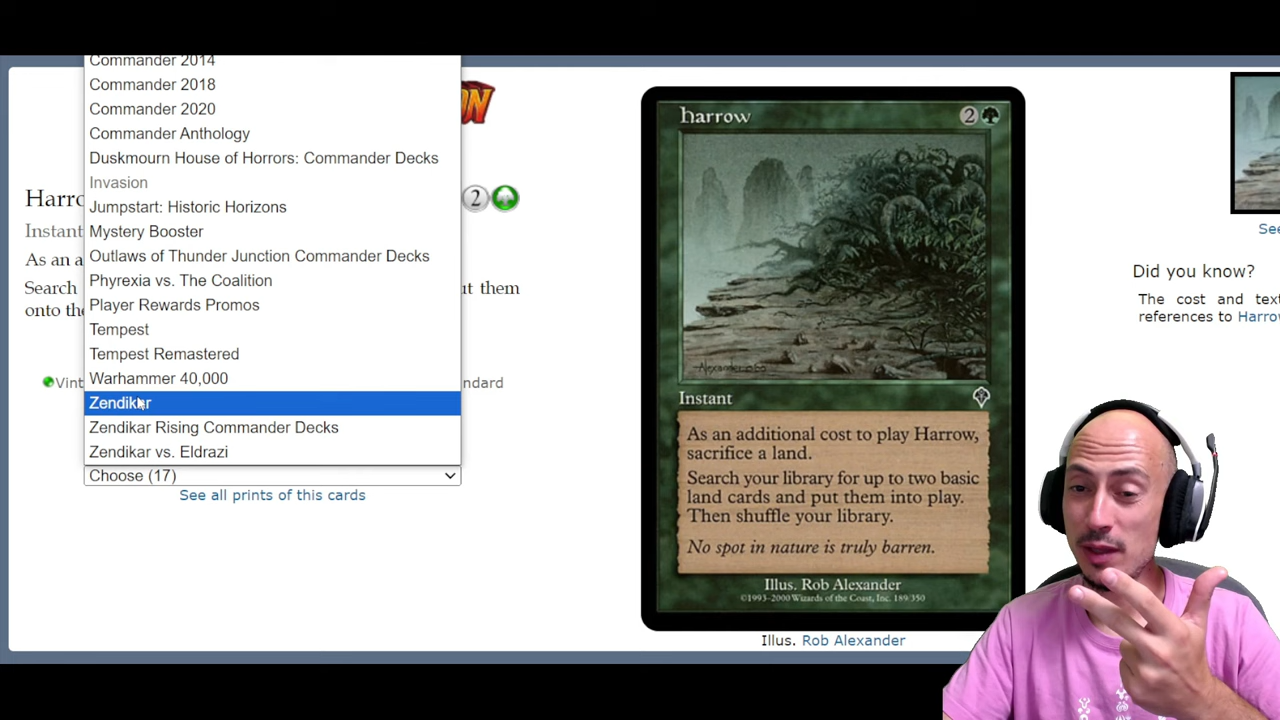 Commander 2014
Commander 2018
Commander 2020
Commander Anthology
Duskmourn House of Horrors: Commander Decks
Invasion
Jumpstart: Historic Horizons
Mystery Booster
Outlaws of Thunder Junction Commander Decks
Phyrexia vs. The Coalition
Player Rewards Promos
Tempest
Tempest Remastered
Warhammer 40,000
Zendikar
Zendikar Rising Commander Decks
Zendikar vs. Eldrazi
Choose (17)
See all prints of this cards
ON
Harro
2
Instant
As an a
Search
ut them
onto the
Vint
ndard
harrow
2
Instant
As an additional cost to play Harrow,
sacrifice a land.
Search your library for up to two basic
land cards and put them into play.
Then shuffle your library.
No spot in nature is truly barren.
Illus. Rob Alexander
©1993-2000 Wizards of the Coast, Inc. 189/350
Illus. Rob Alexander
See
Did you know?
The cost and text
references to Harro